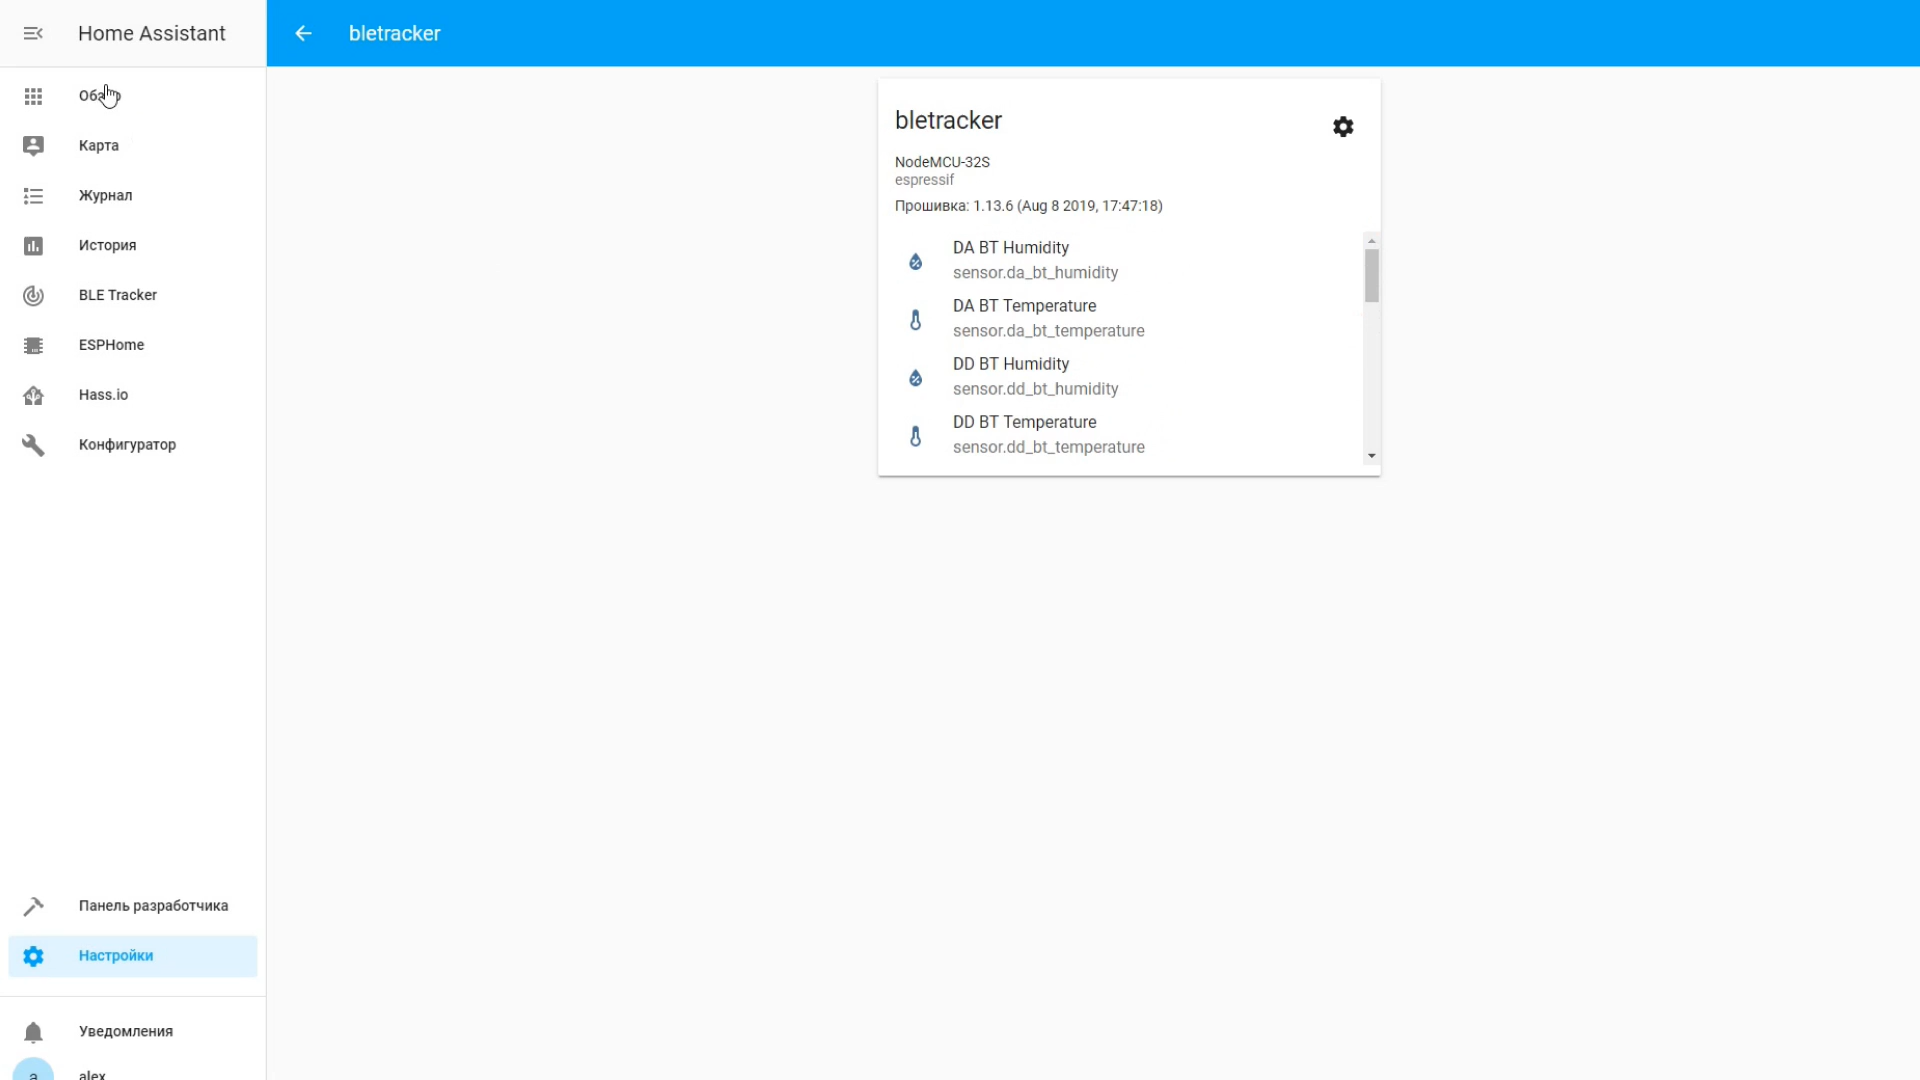 Home Assistant
bletracker
Карта
Журнал
История
BLE Tracker
ESPHome
Hass.io
Конфигуратор
Панель разработчика
Настройки
Уведомления
a
alex
bletracker
NodeMCU-32S
espressif
Прошивка: 1.13.6 (Aug 8 2019, 17:47:18)
DA BT Humidity
sensor.da_bt_humidity
DA BT Temperature
sensor.da_bt_temperature
DD BT Humidity
sensor.dd_bt_humidity
DD BT Temperature
sensor.dd_bt_temperature